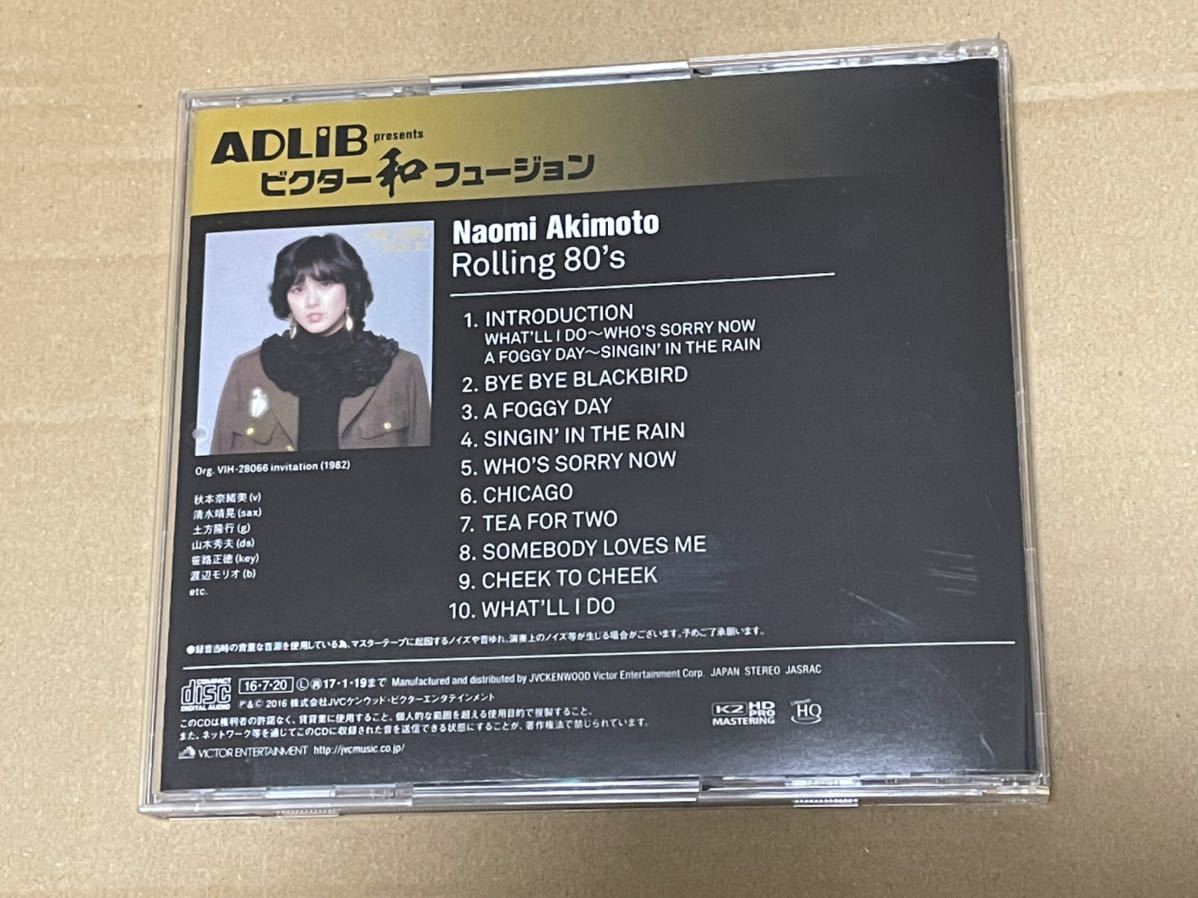 ADLiB presents
ビクター和フュージョン
Naomi Akimoto
Rolling 80's
1. INTRODUCTION
WHAT'LL I DO〜WHO'S SORRY NOW
A FOGGY DAY〜SINGIN' IN THE RAIN
2. BYE BYE BLACKBIRD
3. A FOGGY DAY
4. SINGIN' IN THE RAIN
5. WHO'S SORRY NOW
6. CHICAGO
7. TEA FOR TWO
8. SOMEBODY LOVES ME
9. CHEEK TO CHEEK
10. WHAT'LL I DO
Org. VIH-28066 invitation (1982)
秋本奈緒美(v)
清水靖晃(sax)
土方隆行(g)
山木秀夫(ds)
笹路正徳(key)
渡辺モリオ(b)
etc.
●録音当時の貴重な音源を使用している為、マスターテープに起因するノイズや音ゆれ、演奏上のノイズ等が生じる場合がございます。予めご了承願います。
COMPACT disc DIGITAL AUDIO
16・7・20 Ⓛ 再 17・1・19まで Manufactured and distributed by JVCKENWOOD Victor Entertainment Corp. JAPAN STEREO JASRAC
Ⓟ&© 2016 株式会社JVCケンウッド・ビクターエンタテインメント
このCDは権利者の許諾なく、賃貸業に使用すること、個人的な範囲を超える使用目的で複製すること、
また、ネットワーク等を通じてこのCDに収録された音を送信できる状態にすることが、著作権法で禁じられています。
VICTOR ENTERTAINMENT http://jvcmusic.co.jp/
K2 HD PRO MASTERING
HQ